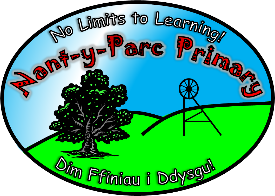 No Limits to Learning!
Nant-y-Parc Primary
Dim Ffiniau i Ddysgu!